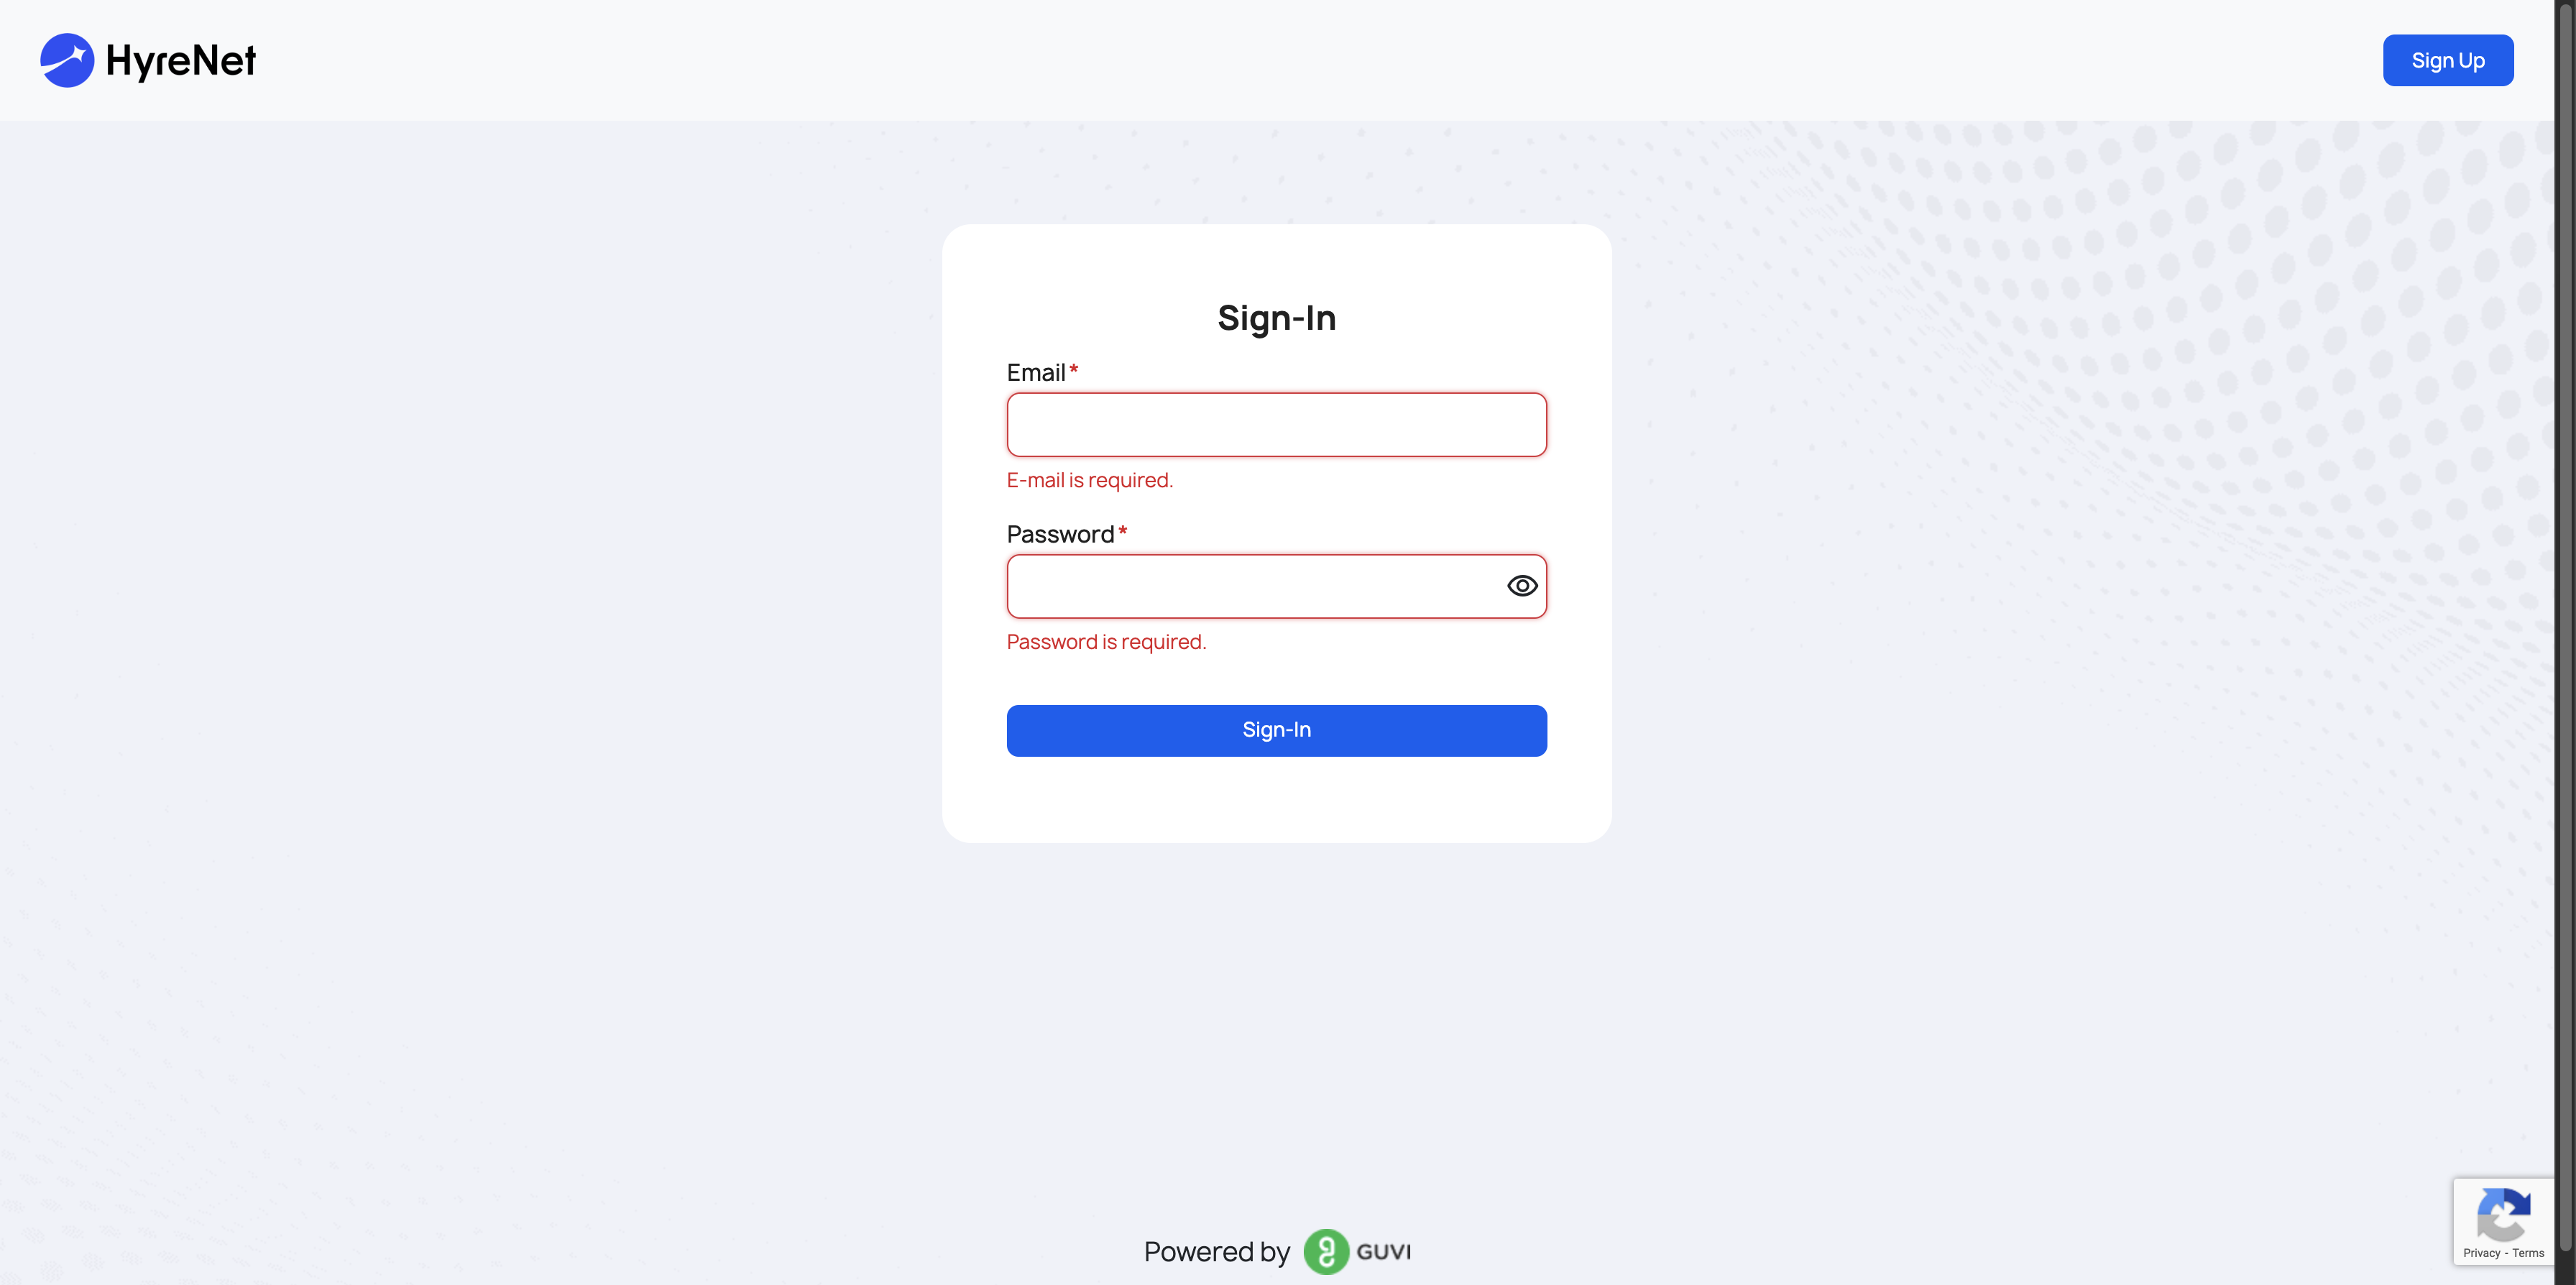 HyreNet
Sign Up
Sign-In
Email *
E-mail is required.
Password *
Password is required.
Sign-In
Powered by GUVI
Privacy - Terms